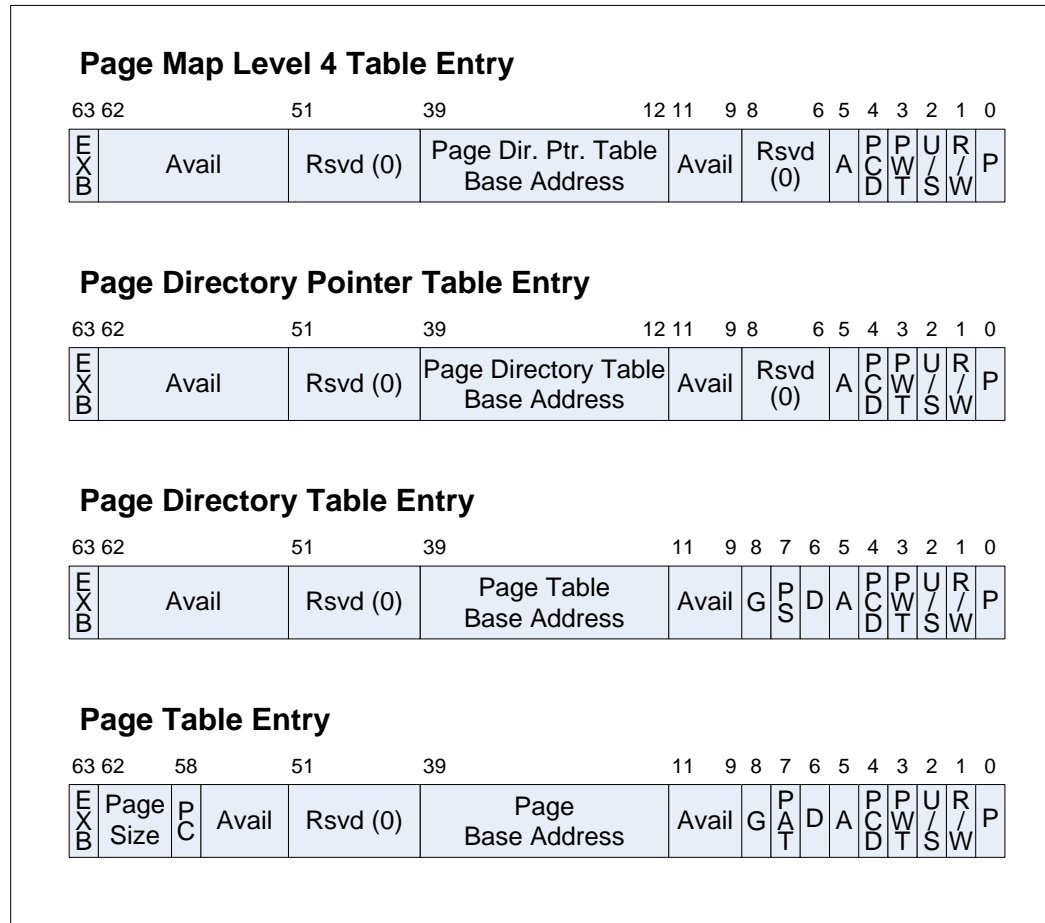 Page Map Level 4 Table Entry
63 62 51 39 12 11 9 8 6 5 4 3 2 1 0
EXB Avail Rsvd (0) Page Dir. Ptr. Table Base Address Avail Rsvd (0) A PCD PWT U/S R/W P
Page Directory Pointer Table Entry
63 62 51 39 12 11 9 8 6 5 4 3 2 1 0
EXB Avail Rsvd (0) Page Directory Table Base Address Avail Rsvd (0) A PCD PWT U/S R/W P
Page Directory Table Entry
63 62 51 39 11 9 8 7 6 5 4 3 2 1 0
EXB Avail Rsvd (0) Page Table Base Address Avail G PS D A PCD PWT U/S R/W P
Page Table Entry
63 62 58 51 39 11 9 8 7 6 5 4 3 2 1 0
EXB Page Size PC Avail Rsvd (0) Page Base Address Avail G PAT D A PCD PWT U/S R/W P